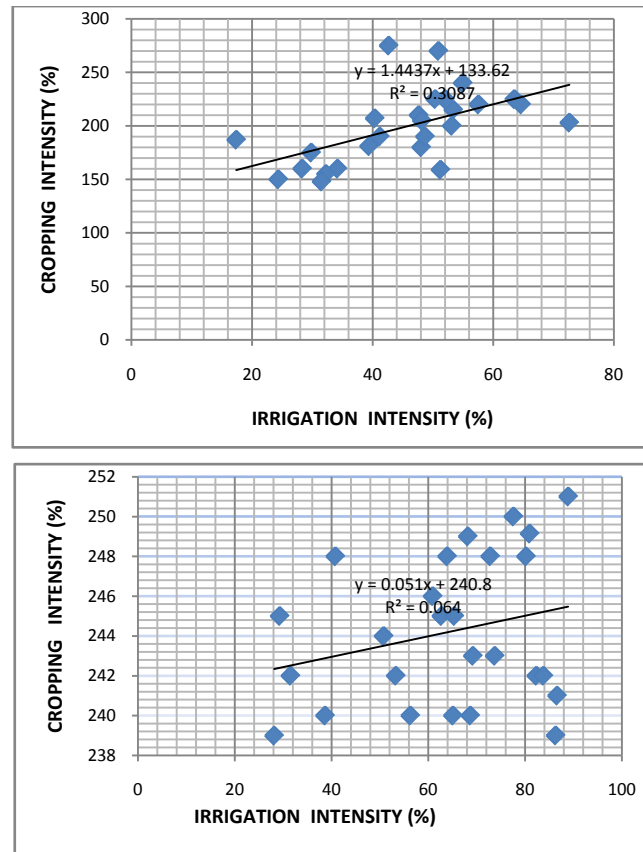 300
250
200
150
100
50
0
CROPPING INTENSITY (%)
y = 1.4437x + 133.62
R² = 0.3087
0 20 40 60 80
IRRIGATION INTENSITY (%)
252
250
248
246
244
242
240
238
CROPPING INTENSITY (%)
y = 0.051x + 240.8
R² = 0.064
0 20 40 60 80 100
IRRIGATION INTENSITY (%)